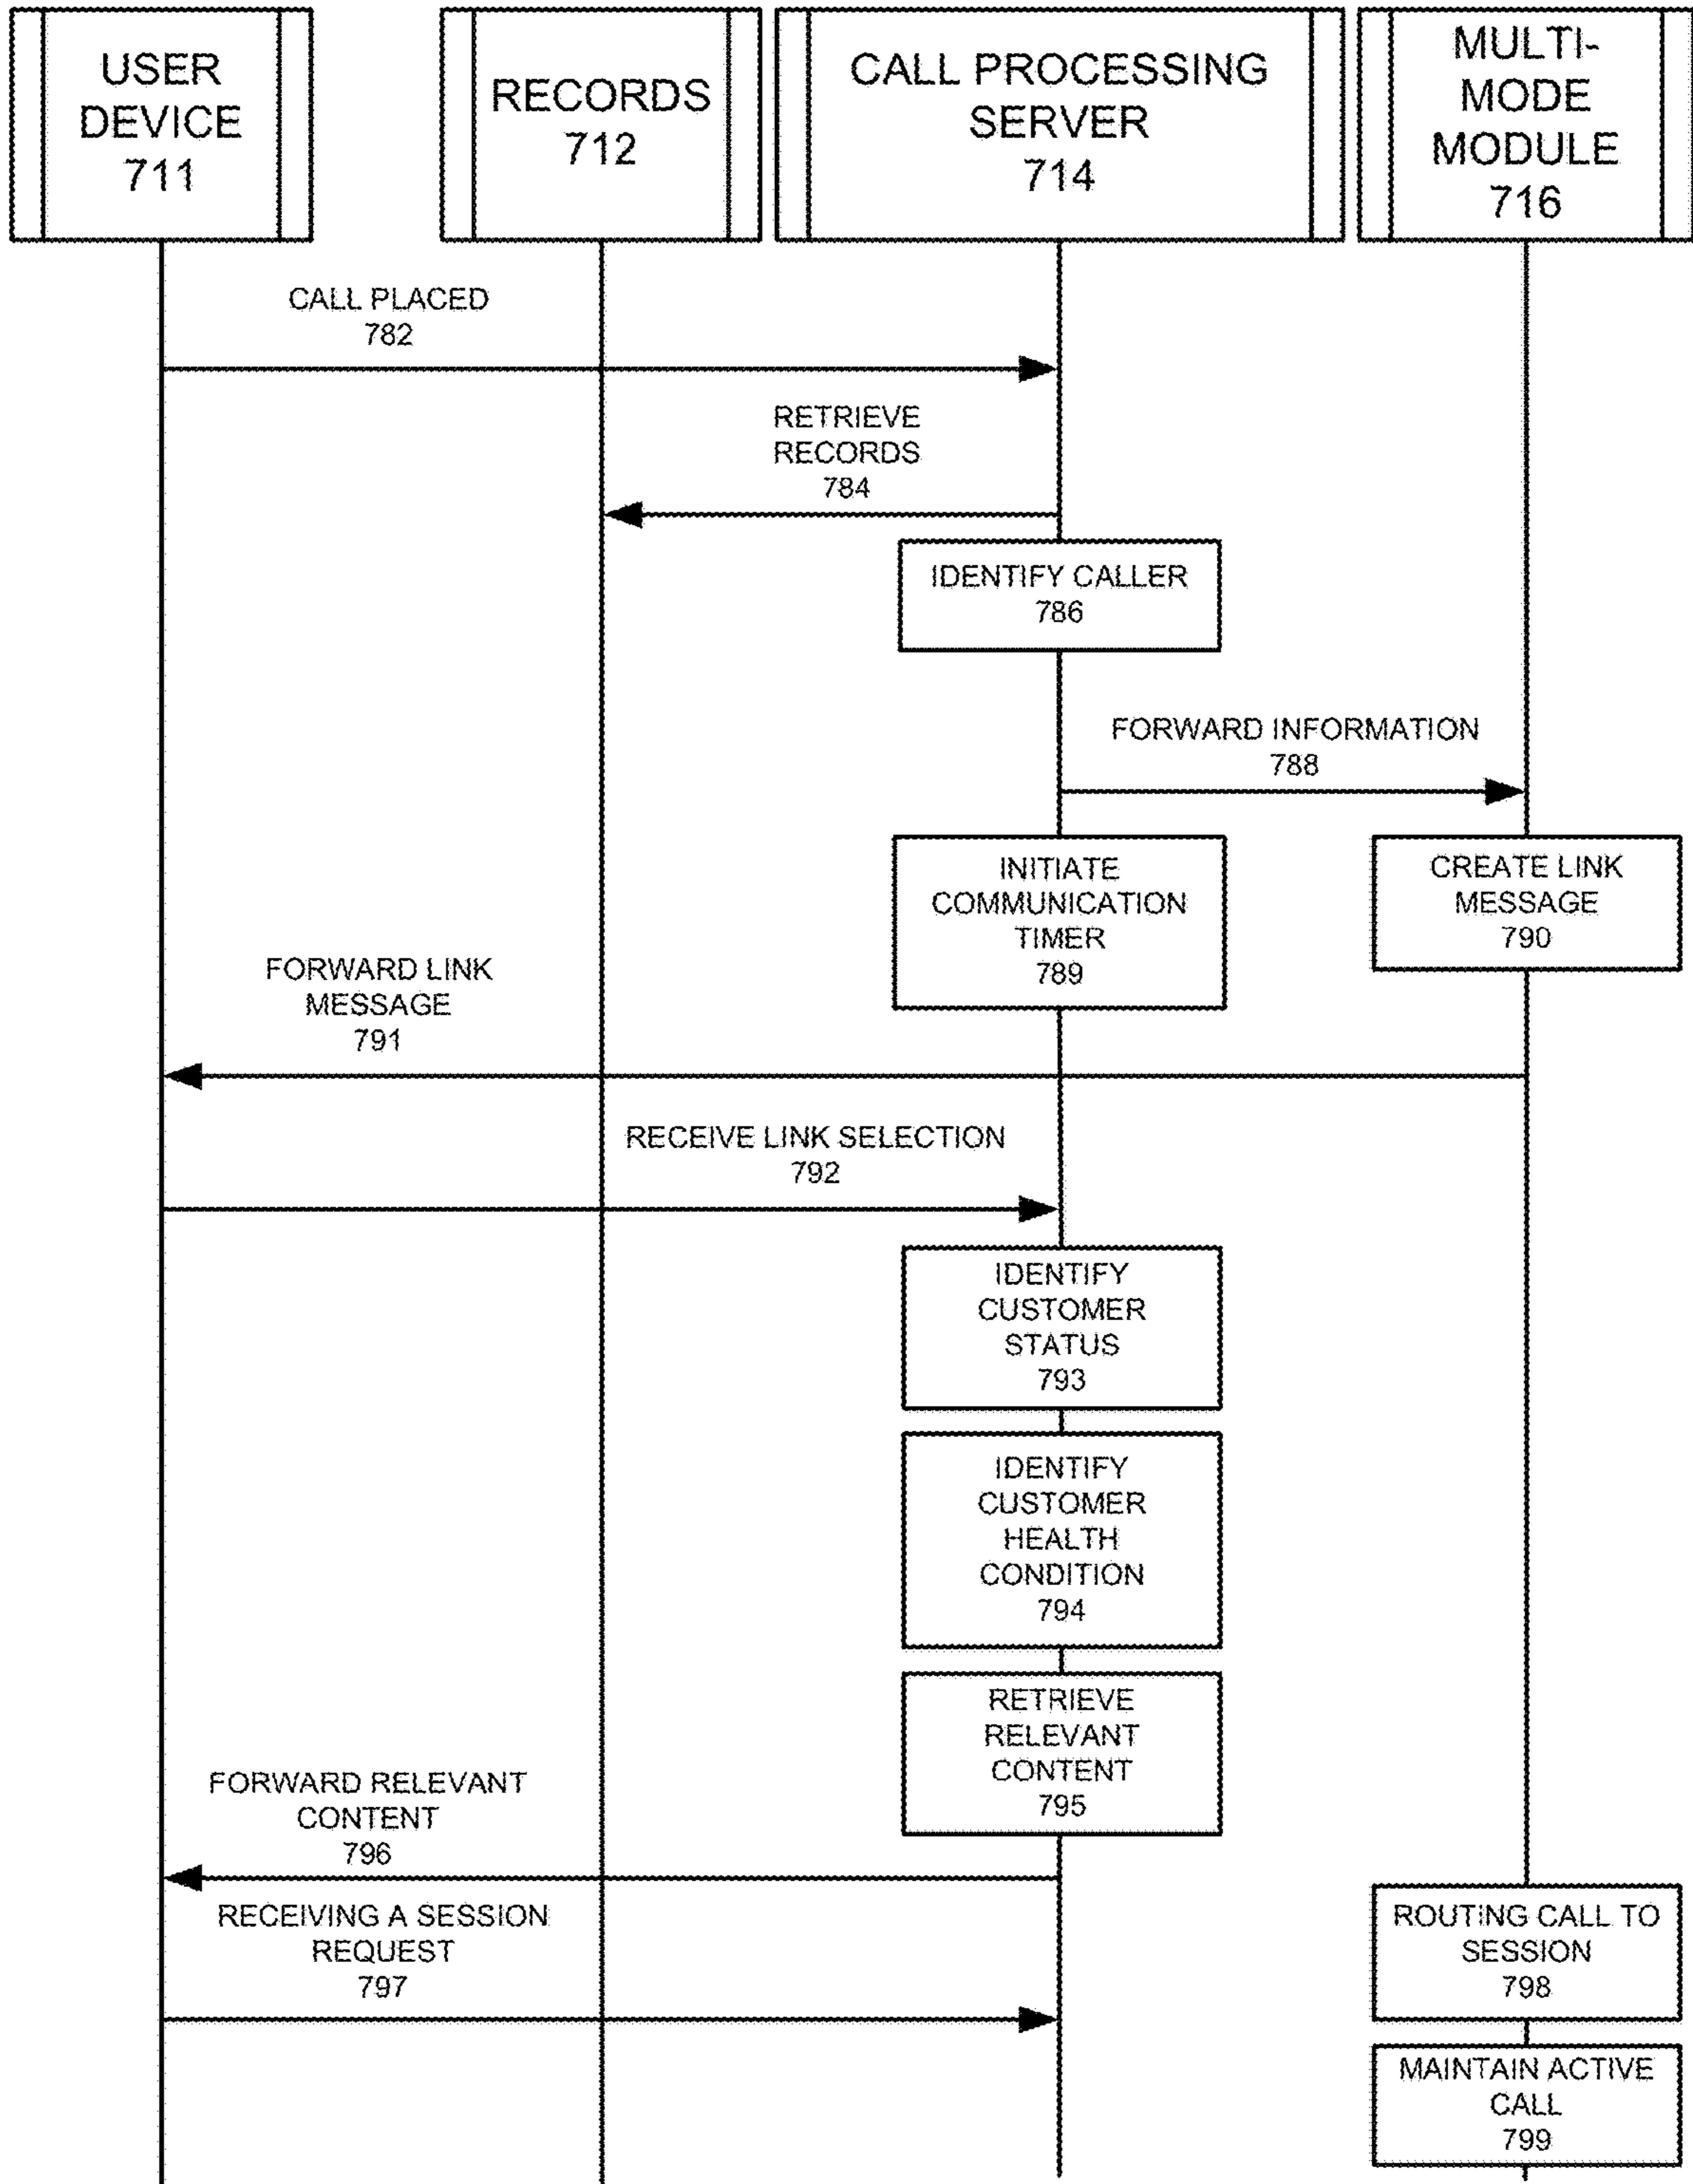 USER
DEVICE
711
RECORDS
712
CALL PROCESSING
SERVER
714
MULTI-
MODE
MODULE
716
CALL PLACED
782
RETRIEVE
RECORDS
784
IDENTIFY CALLER
786
FORWARD INFORMATION
788
INITIATE
COMMUNICATION
TIMER
789
CREATE LINK
MESSAGE
790
FORWARD LINK
MESSAGE
791
RECEIVE LINK SELECTION
792
IDENTIFY
CUSTOMER
STATUS
793
IDENTIFY
CUSTOMER
HEALTH
CONDITION
794
RETRIEVE
RELEVANT
CONTENT
795
FORWARD RELEVANT
CONTENT
796
RECEIVING A SESSION
REQUEST
797
ROUTING CALL TO
SESSION
798
MAINTAIN ACTIVE
CALL
799